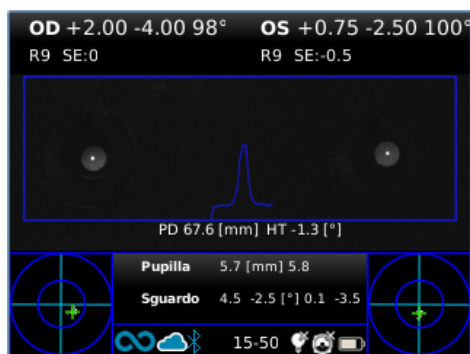 OD +2.00 -4.00 98° OS +0.75 -2.50 100°
R9 SE:0 R9 SE:-0.5
PD 67.6 [mm] HT -1.3 [°]
Pupilla 5.7 [mm] 5.8
Sguardo 4.5 -2.5 [°] 0.1 -3.5
15-50